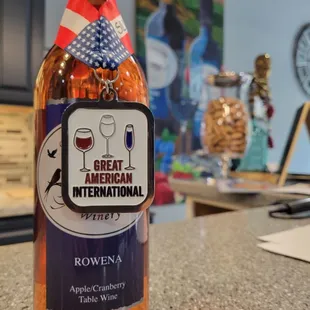 GREAT
AMERICAN
INTERNATIONAL
Winery
ROWENA
Apple/Cranberry
Table Wine